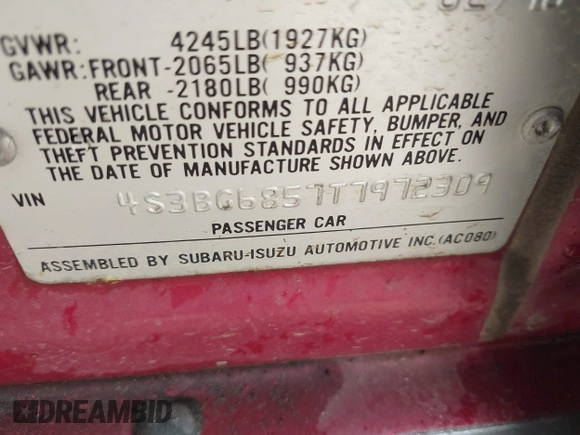 GVWR: 4245LB(1927KG)
GAWR:FRONT-2065LB( 937KG)
REAR -2180LB( 990KG)
THIS VEHICLE CONFORMS TO ALL APPLICABLE
FEDERAL MOTOR VEHICLE SAFETY, BUMPER, AND
THEFT PREVENTION STANDARDS IN EFFECT ON
THE DATE OF MANUFACTURE SHOWN ABOVE.
VIN 4S3BG6857T7972309
PASSENGER CAR
ASSEMBLED BY SUBARU-ISUZU AUTOMOTIVE INC.(AC080)
DREAMBID